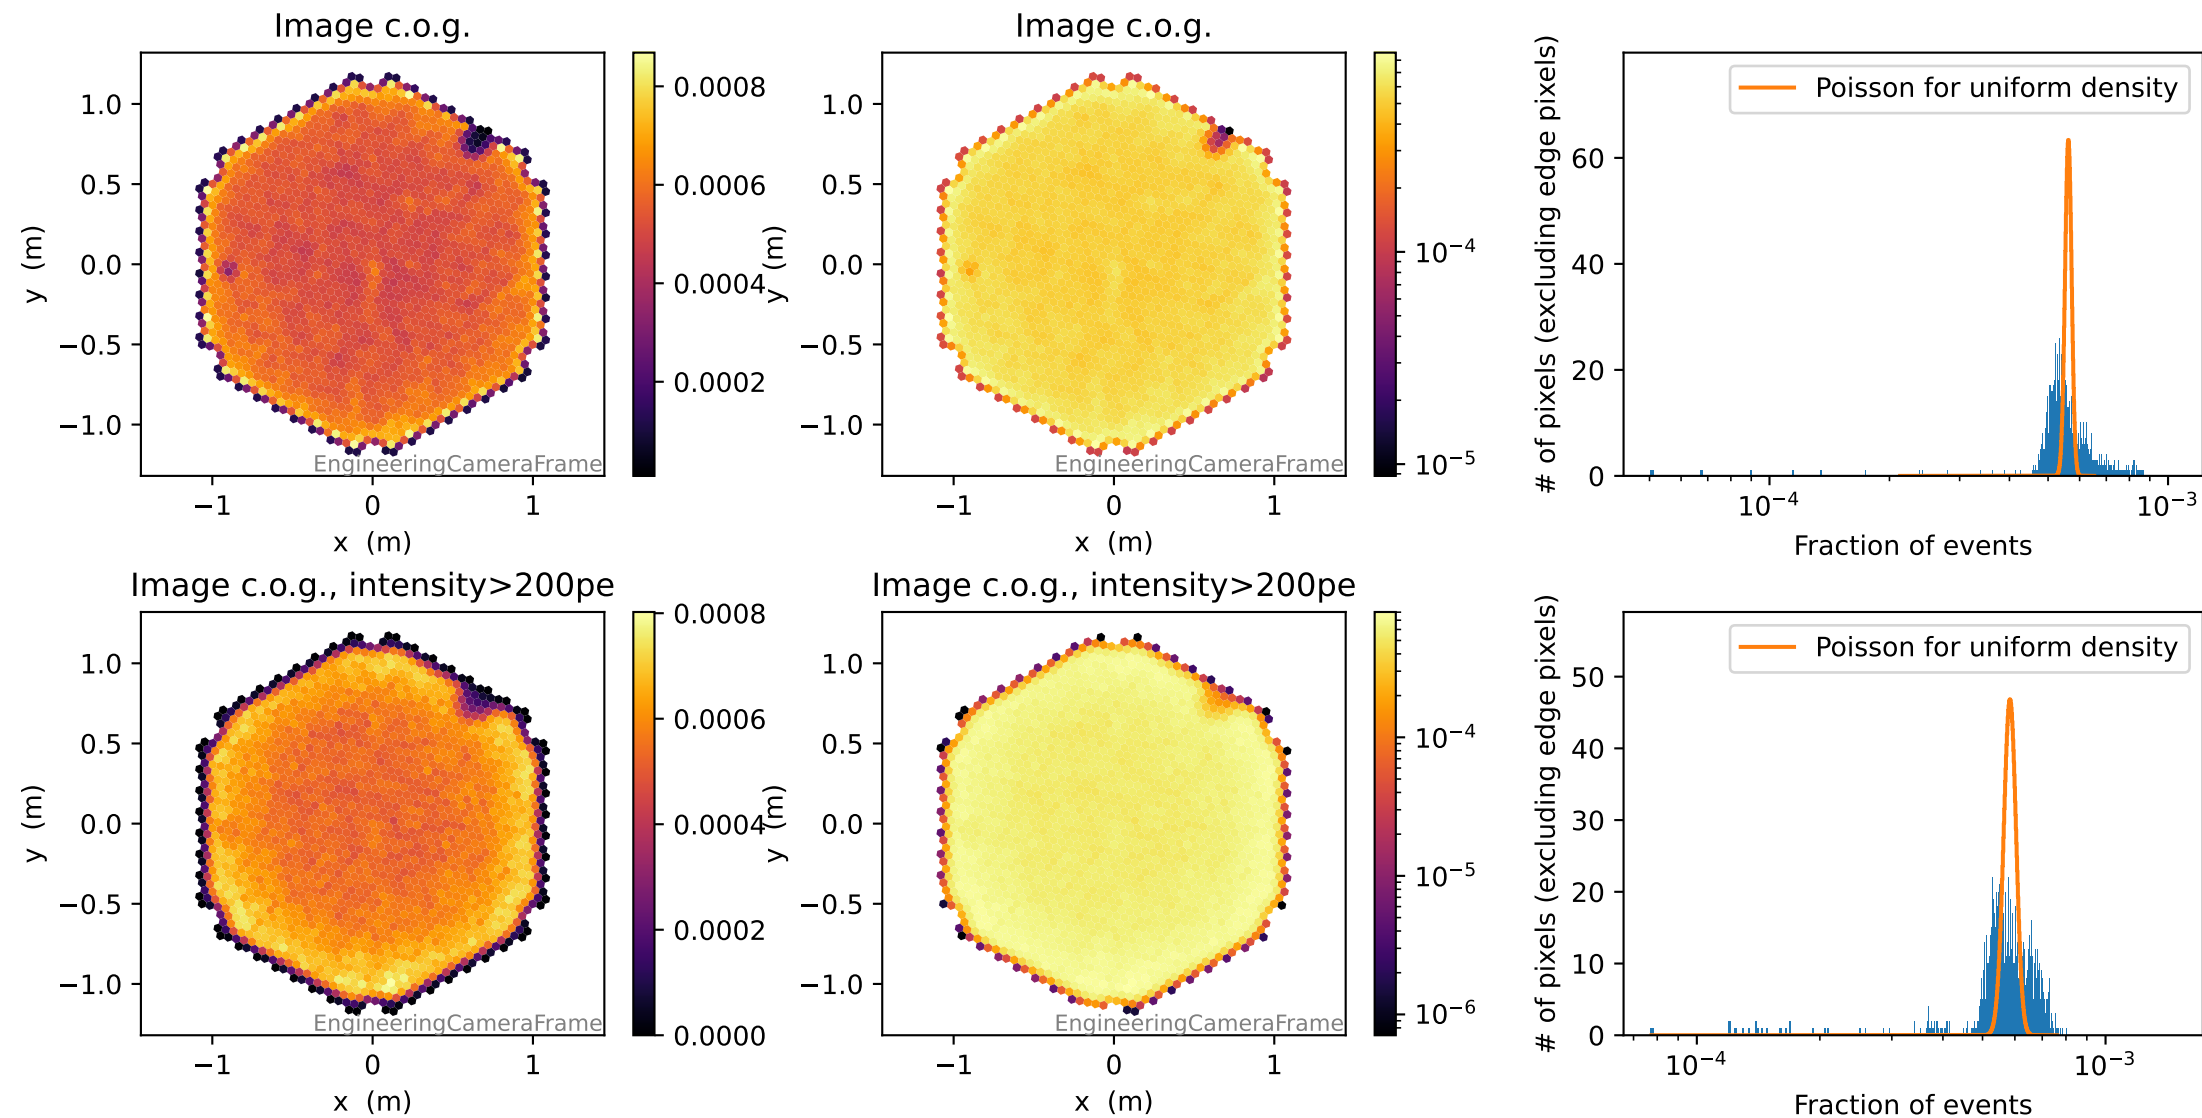 Image c.o.g.
1.0
0.5
0.0
−0.5
−1.0
y (m)
−1
0
1
x (m)
EngineeringCameraFrame
0.0008
0.0006
0.0004
0.0002
Image c.o.g.
1.0
0.5
0.0
−0.5
−1.0
y (m)
−1
0
1
x (m)
EngineeringCameraFrame
10⁻⁴
10⁻⁵
# of pixels (excluding edge pixels)
60
40
20
0
Poisson for uniform density
10⁻⁴
10⁻³
Fraction of events
Image c.o.g., intensity>200pe
1.0
0.5
0.0
−0.5
−1.0
y (m)
−1
0
1
x (m)
EngineeringCameraFrame
0.0008
0.0006
0.0004
0.0002
0.0000
Image c.o.g., intensity>200pe
1.0
0.5
0.0
−0.5
−1.0
y (m)
−1
0
1
x (m)
EngineeringCameraFrame
10⁻⁴
10⁻⁵
10⁻⁶
# of pixels (excluding edge pixels)
50
40
30
20
10
0
Poisson for uniform density
10⁻⁴
10⁻³
Fraction of events